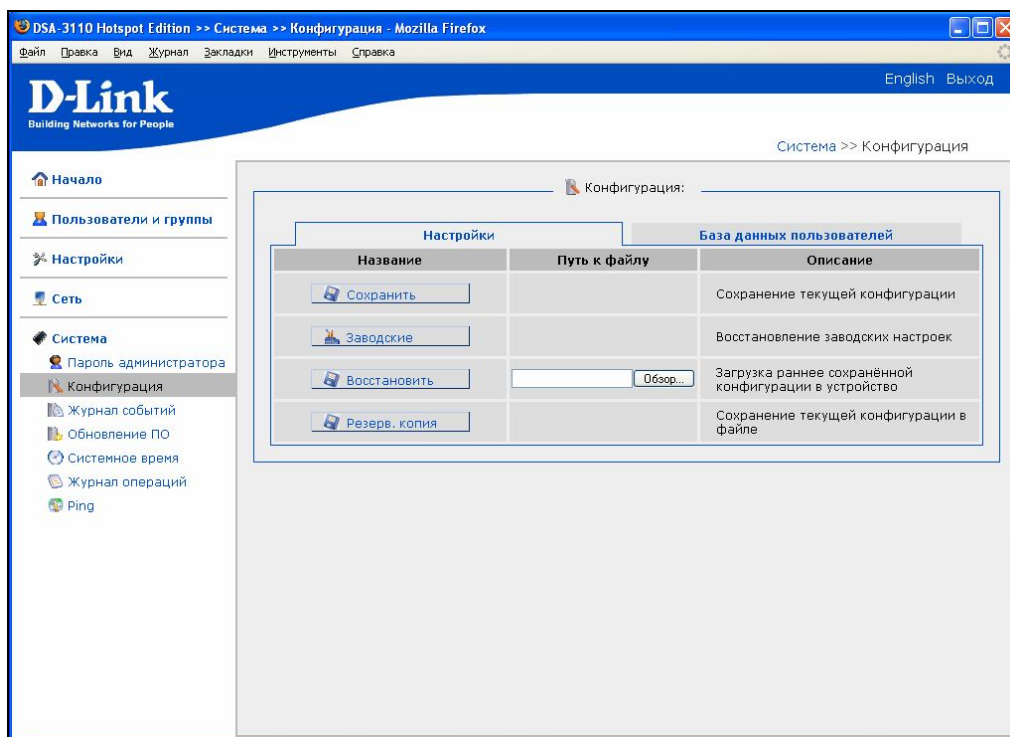 DSA-3110 Hotspot Edition >> Система >> Конфигурация - Mozilla Firefox
Файл Правка Вид Журнал Закладки Инструменты Справка
English Выход
D-Link
Building Networks for People
Система >> Конфигурация
Начало
Пользователи и группы
Настройки
Сеть
Система
Пароль администратора
Конфигурация
Журнал событий
Обновление ПО
Системное время
Журнал операций
Ping
Конфигурация:
Настройки База данных пользователей
Название Путь к файлу Описание
Сохранить Сохранение текущей конфигурации
Заводские Восстановление заводских настроек
Восстановить Обзор... Загрузка раннее сохранённой
конфигурации в устройство
Резерв. копия Сохранение текущей конфигурации в
файле